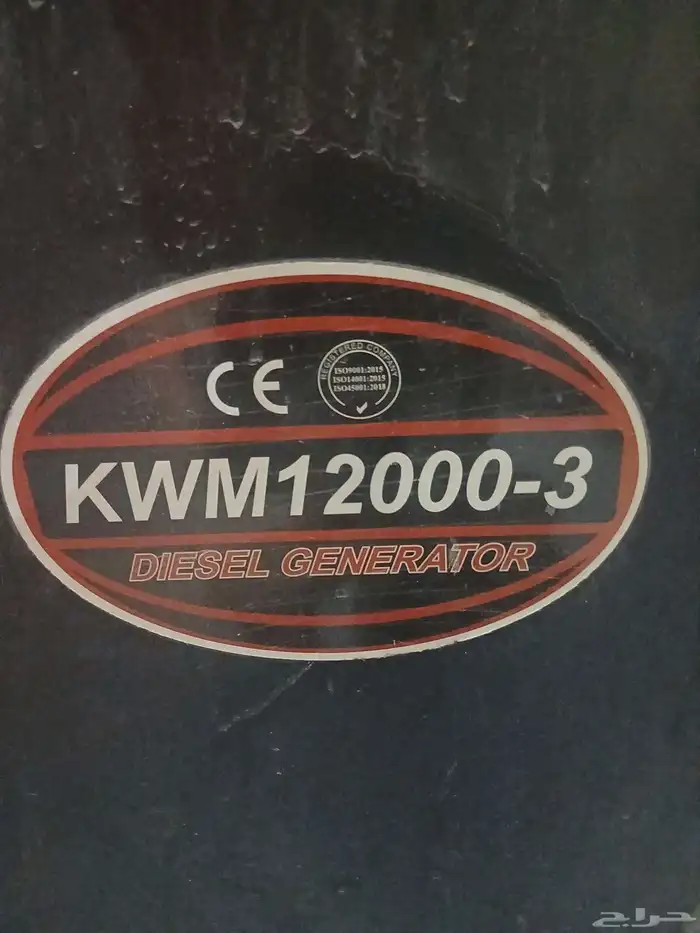 CE
REGISTERED COMPANY
ISO9001:2015
ISO14001:2015
ISO45001:2018
KWM12000-3
DIESEL GENERATOR
حراج